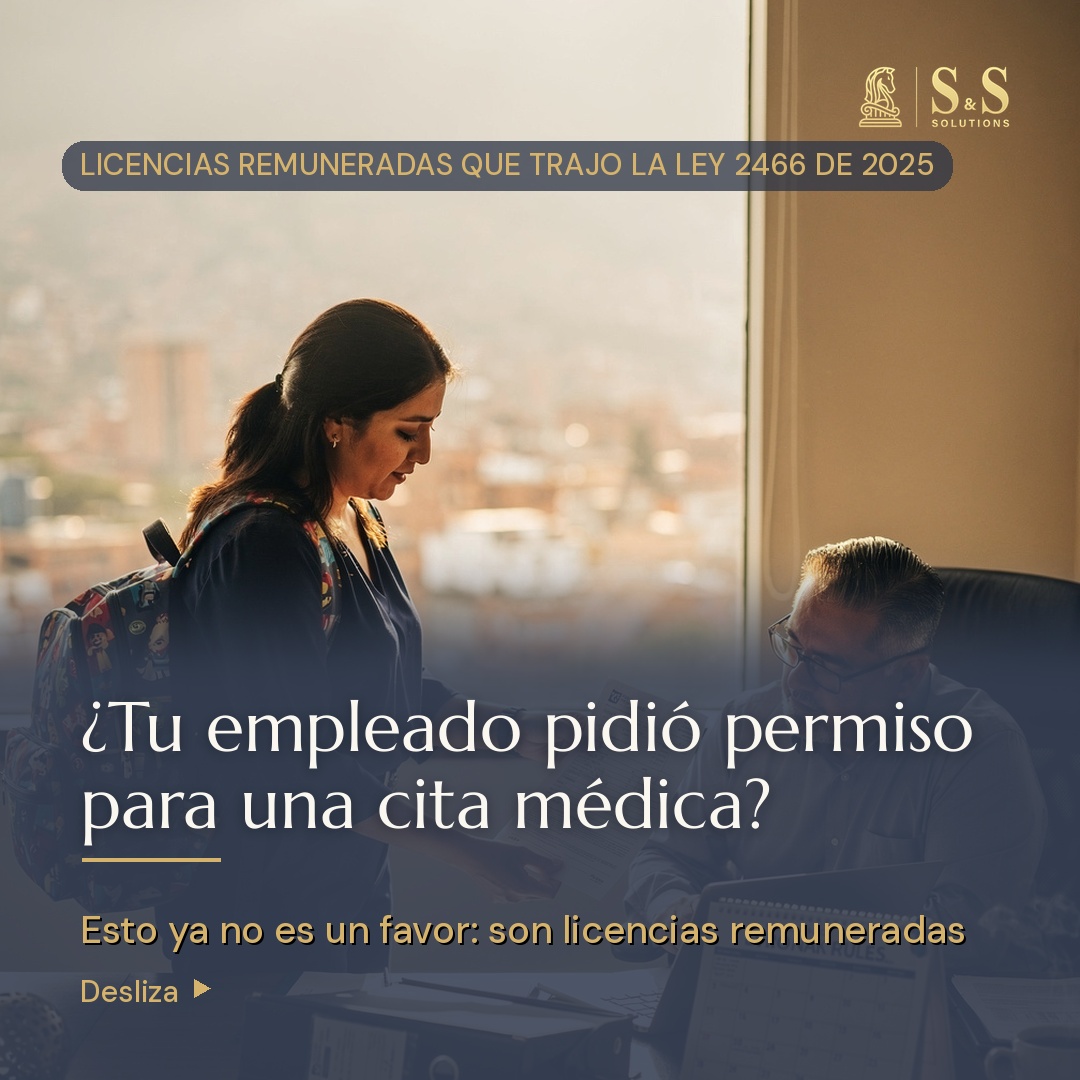 S&S
SOLUTIONS
LICENCIAS REMUNERADAS QUE TRAJO LA LEY 2466 DE 2025
¿Tu empleado pidió permiso
para una cita médica?
Esto ya no es un favor: son licencias remuneradas
Desliza